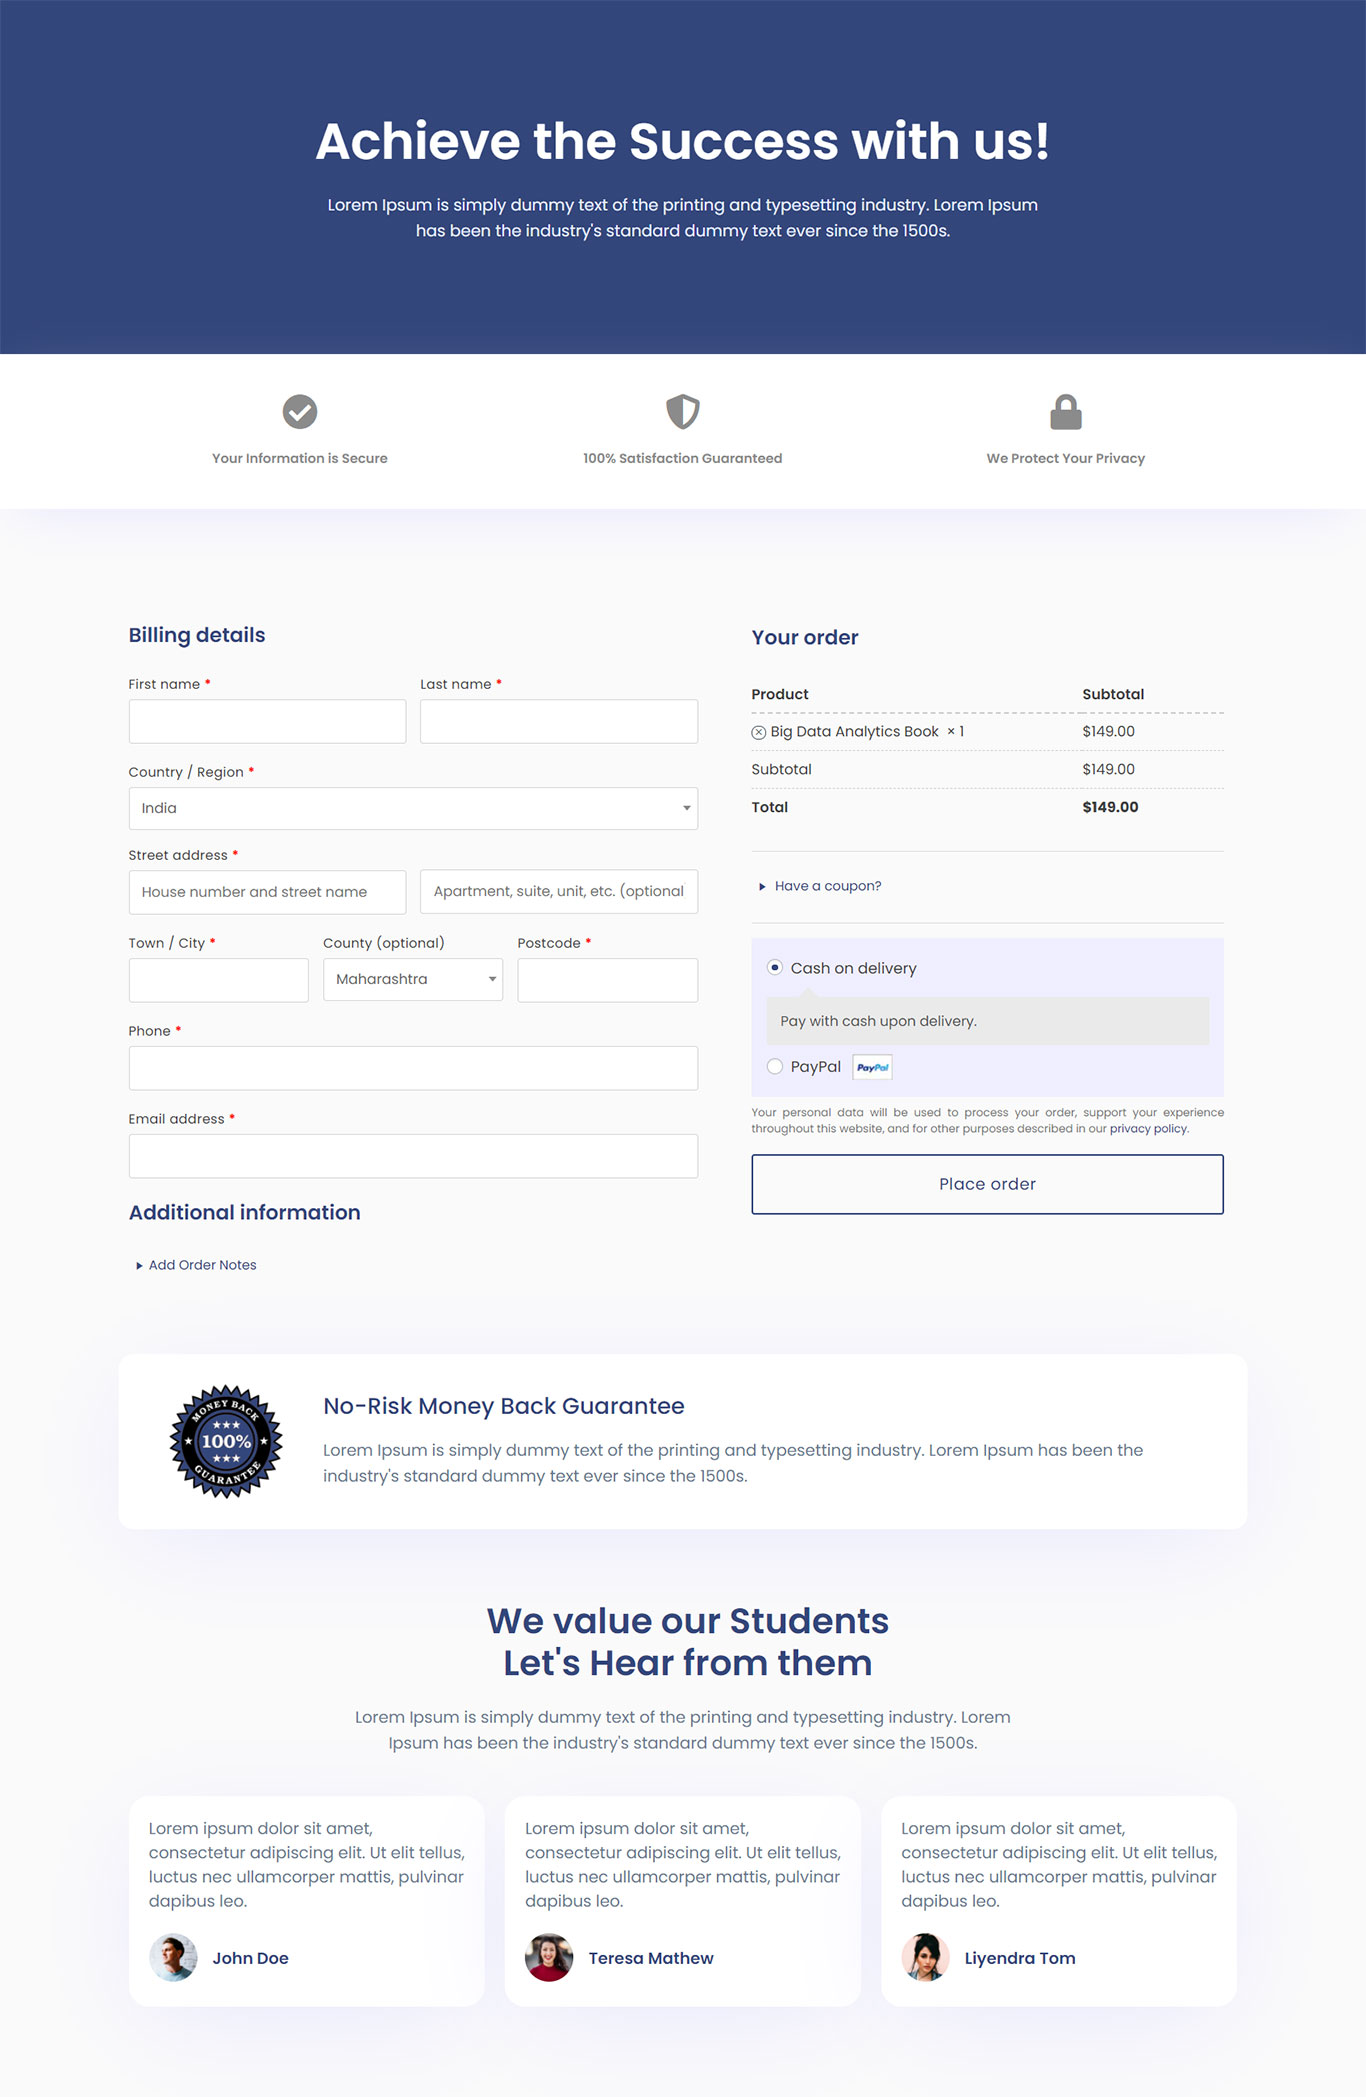 Achieve the Success with us!
Lorem Ipsum is simply dummy text of the printing and typesetting industry. Lorem Ipsum
has been the industry's standard dummy text ever since the 1500s.
Your Information is Secure
100% Satisfaction Guaranteed
We Protect Your Privacy
Billing details
First name *
Last name *
Country / Region *
India
Street address *
House number and street name
Apartment, suite, unit, etc. (optional
Town / City *
County (optional)
Postcode *
Maharashtra
Phone *
Email address *
Additional information
Add Order Notes
Your order
Product Subtotal
Big Data Analytics Book × 1 $149.00
Subtotal $149.00
Total $149.00
Have a coupon?
Cash on delivery
Pay with cash upon delivery.
PayPal PayPal
Your personal data will be used to process your order, support your experience
throughout this website, and for other purposes described in our privacy policy.
Place order
MONEY BACK
100%
GUARANTEE
No-Risk Money Back Guarantee
Lorem Ipsum is simply dummy text of the printing and typesetting industry. Lorem Ipsum has been the
industry's standard dummy text ever since the 1500s.
We value our Students
Let's Hear from them
Lorem Ipsum is simply dummy text of the printing and typesetting industry. Lorem
Ipsum has been the industry's standard dummy text ever since the 1500s.
Lorem ipsum dolor sit amet,
consectetur adipiscing elit. Ut elit tellus,
luctus nec ullamcorper mattis, pulvinar
dapibus leo.
John Doe
Lorem ipsum dolor sit amet,
consectetur adipiscing elit. Ut elit tellus,
luctus nec ullamcorper mattis, pulvinar
dapibus leo.
Teresa Mathew
Lorem ipsum dolor sit amet,
consectetur adipiscing elit. Ut elit tellus,
luctus nec ullamcorper mattis, pulvinar
dapibus leo.
Liyendra Tom